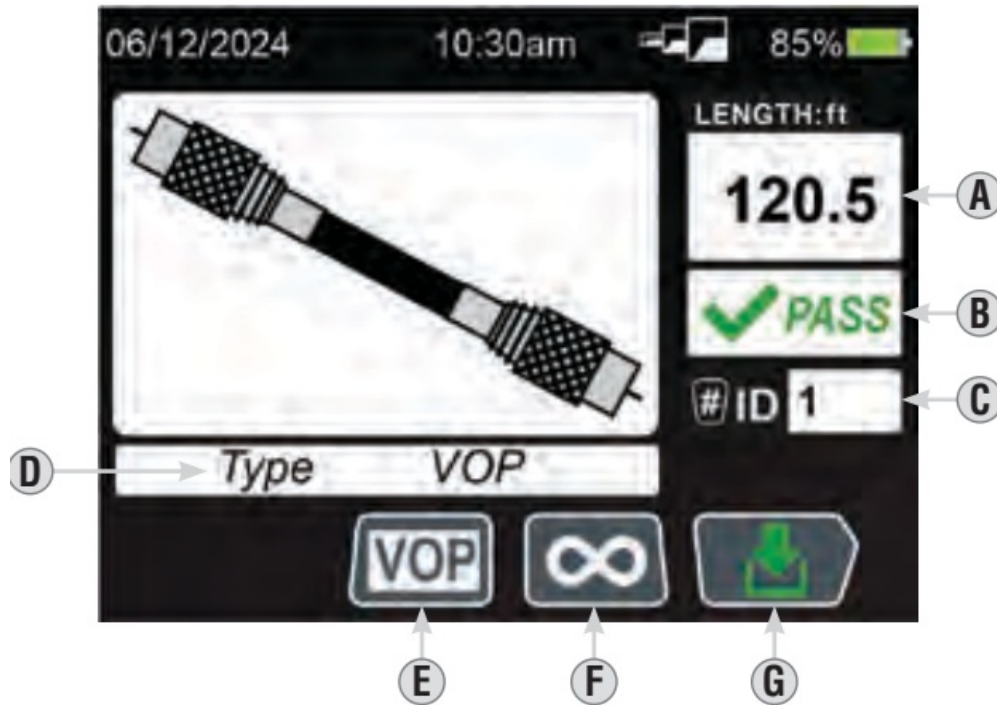 06/12/2024 10:30am 85%
LENGTH:ft
120.5 A
PASS B
# ID 1 C
D Type VOP
VOP
E F G